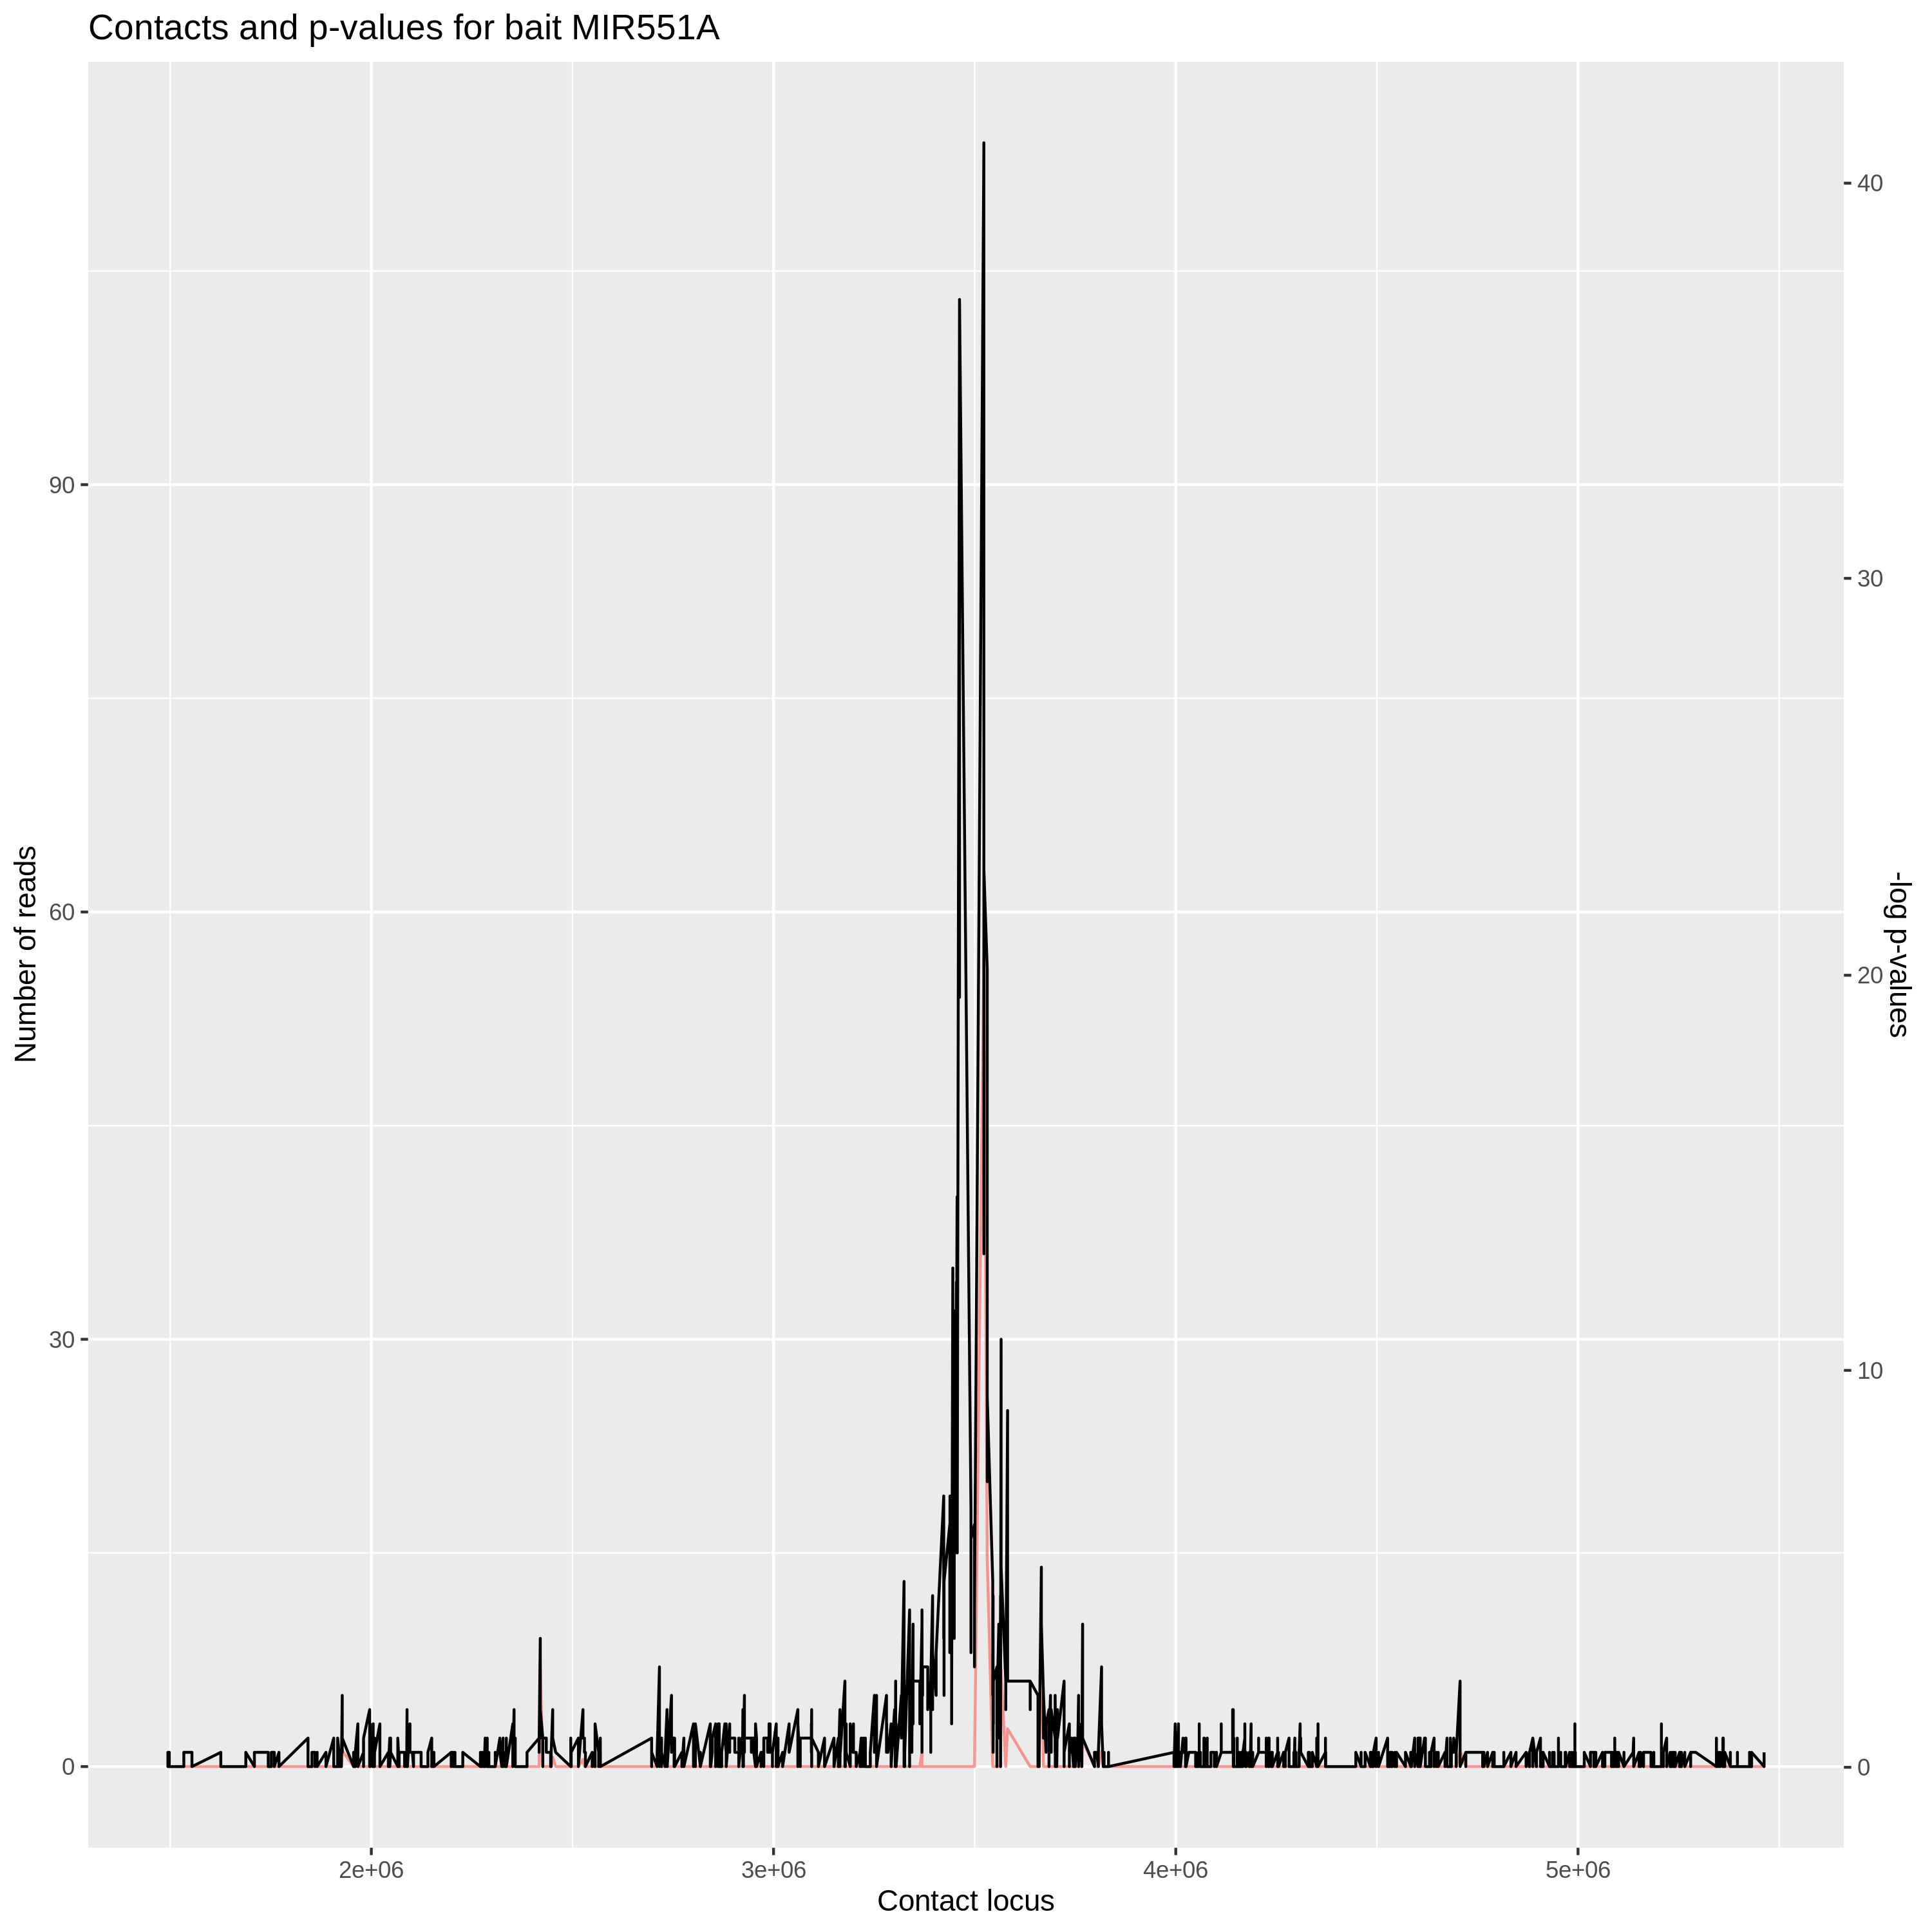 Contacts and p-values for bait MIR551A
40
90
30
Number of reads
60
-log p-values
20
30
10
0
0
2e+06
3e+06
4e+06
5e+06
Contact locus